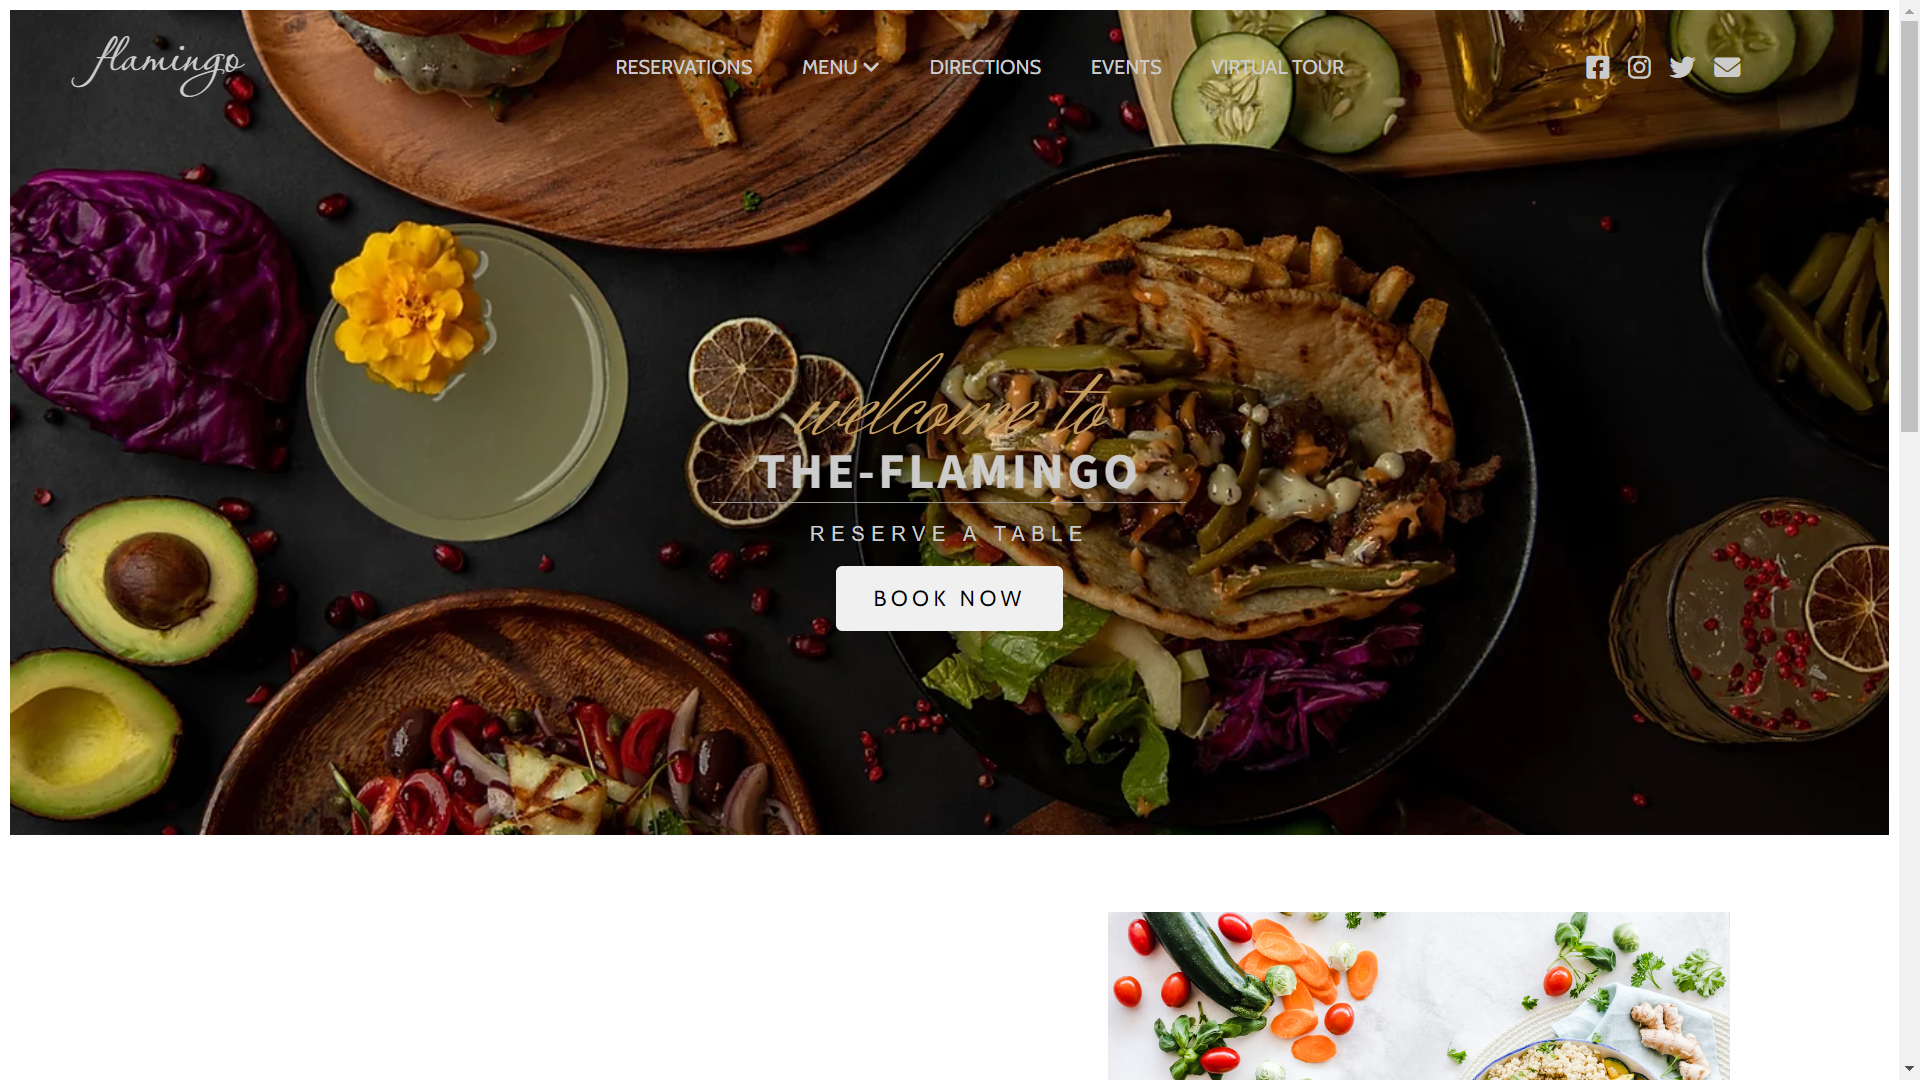 flamingo
RESERVATIONS
MENU
DIRECTIONS
EVENTS
VIRTUAL TOUR
welcome to
THE-FLAMINGO
RESERVE A TABLE
BOOK NOW